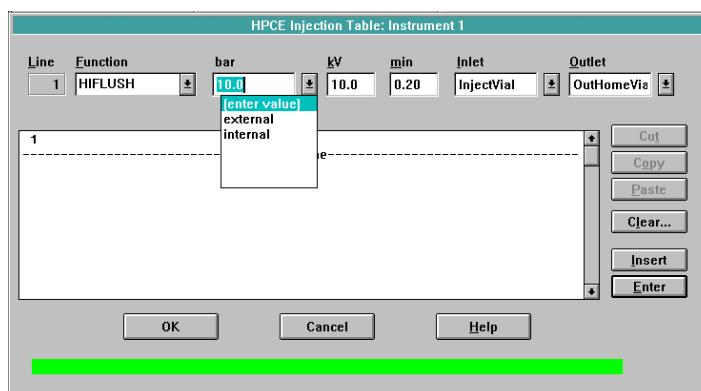 HPCE Injection Table: Instrument 1
Line Function bar kV min Inlet Outlet
1 HIFLUSH 10.0 10.0 0.20 InjectVial OutHomeVia
(enter value)
external
internal
1
Cut
Copy
Paste
Clear...
Insert
Enter
OK Cancel Help